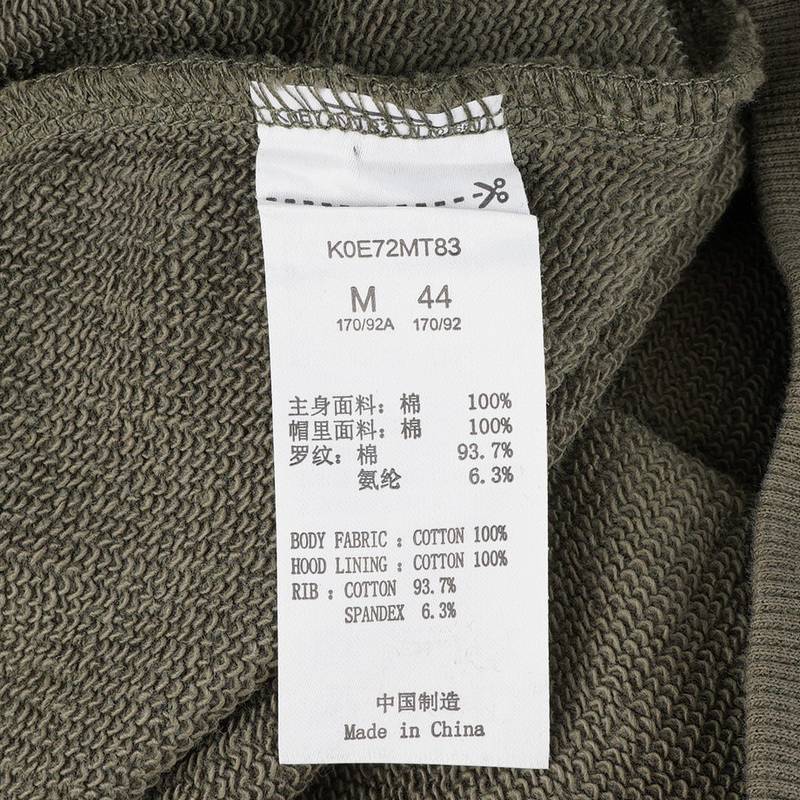 K0E72MT83
M 44
170/92A 170/92
主身面料：棉 100%
帽里面料：棉 100%
罗纹：棉 93.7%
氨纶 6.3%
BODY FABRIC : COTTON 100%
HOOD LINING : COTTON 100%
RIB : COTTON 93.7%
SPANDEX 6.3%
中国制造
Made in China